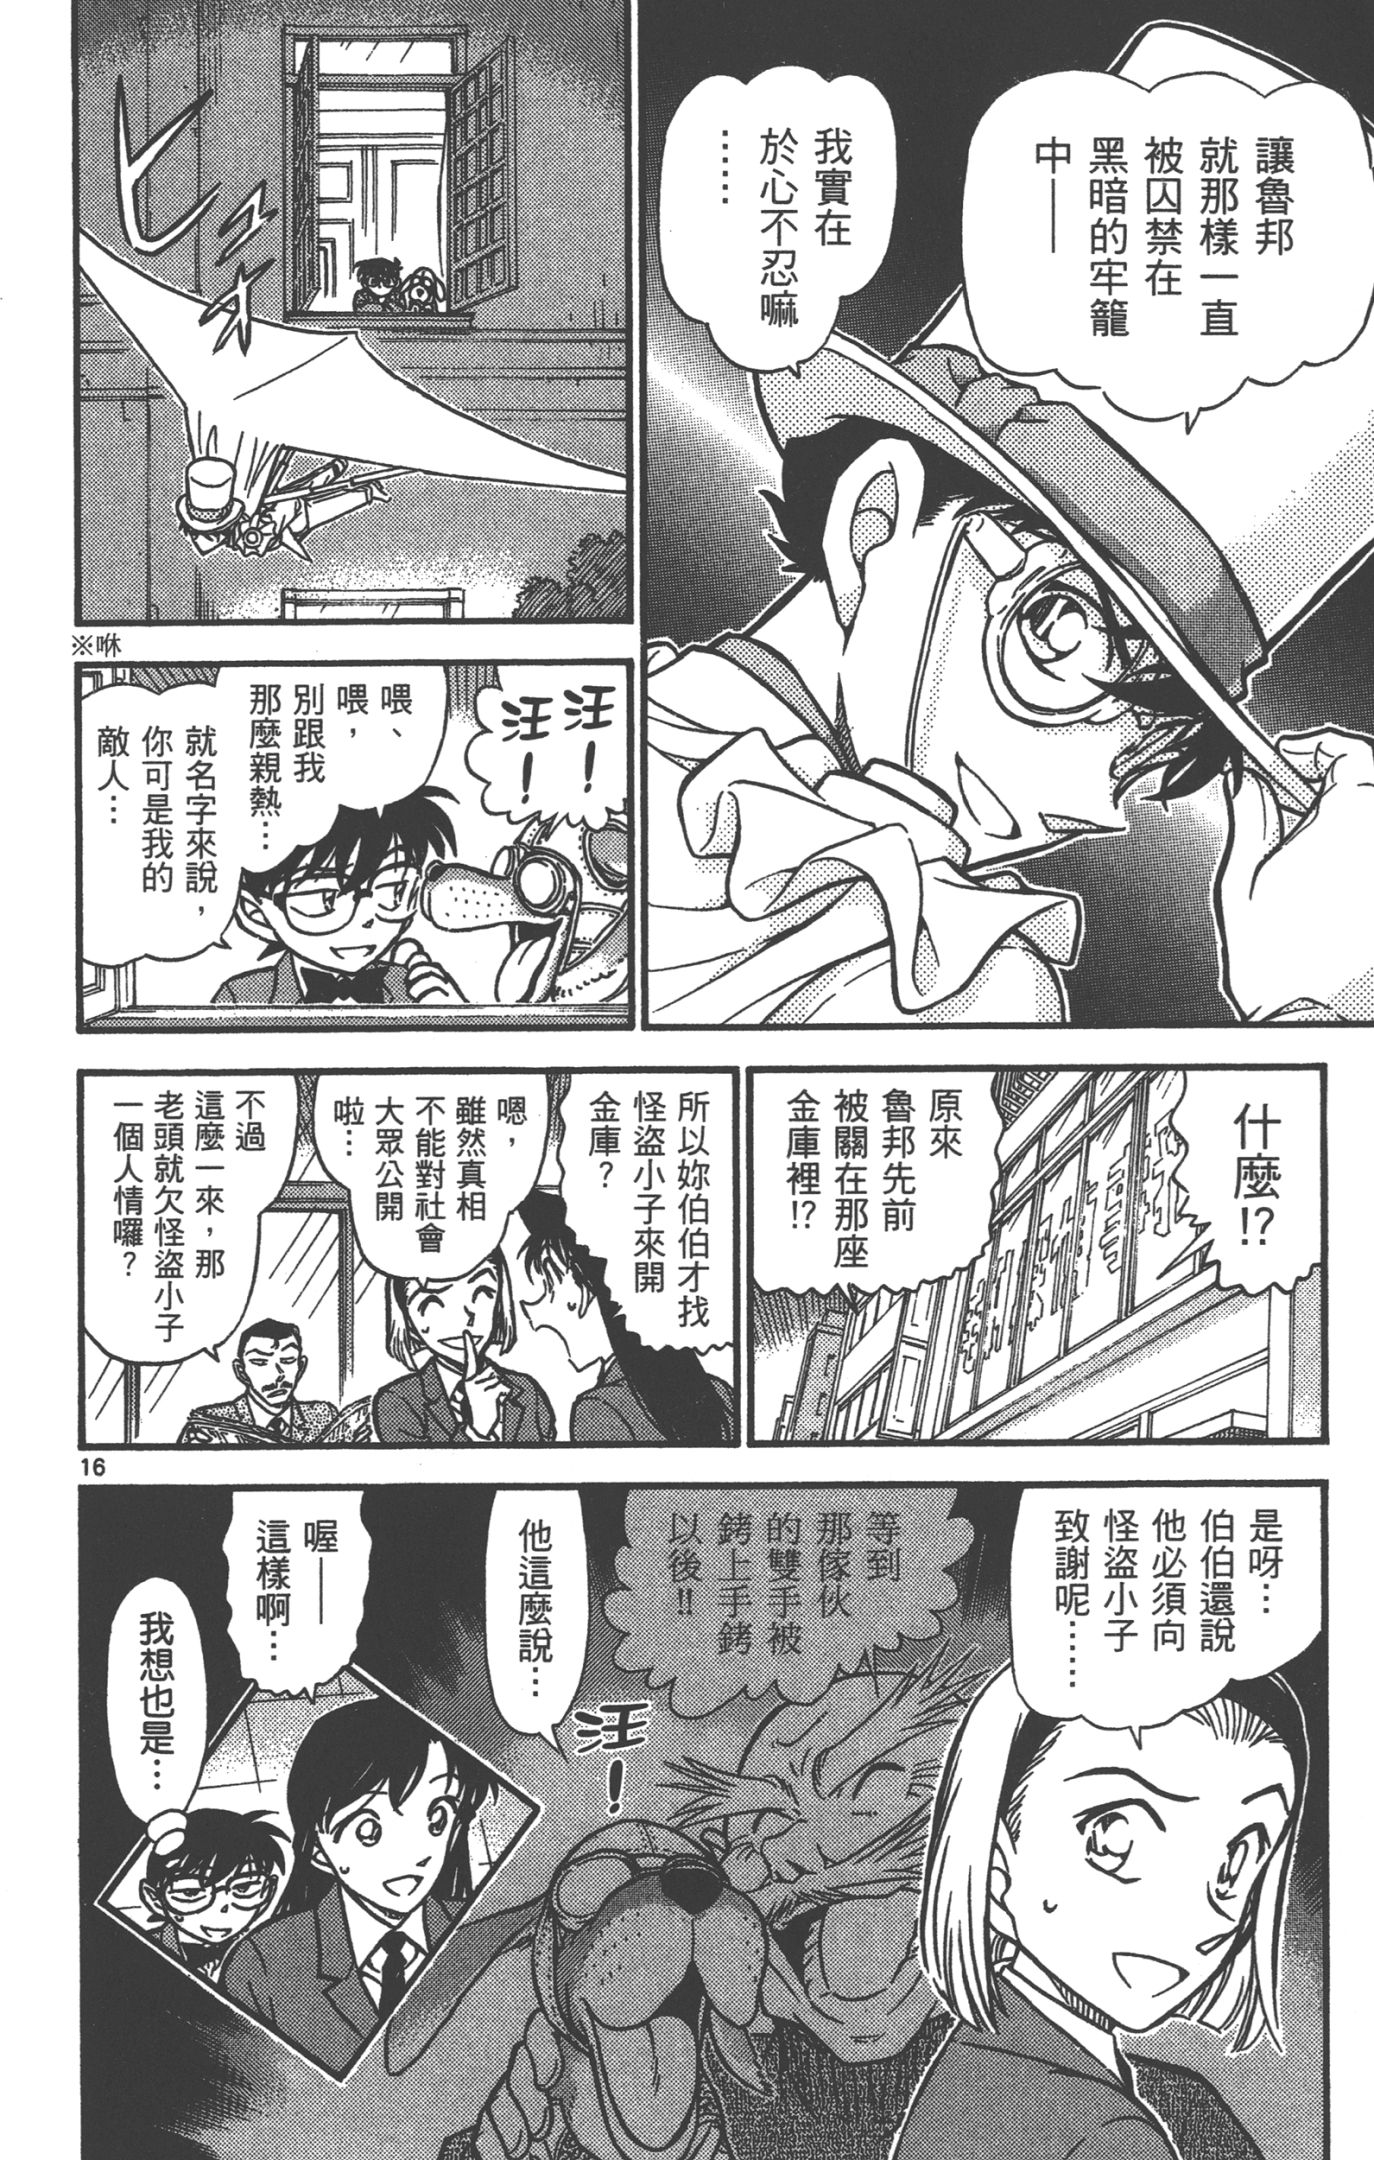 讓魯邦
就那樣一直
被囚禁在
黑暗的牢籠
中——
我實在
於心不忍嘛
⋯⋯
ヒュオオ
※咻
汪！
汪！
喂、
喂，
別跟我
那麼親熱⋯
就名字來說，
你可是我的
敵人⋯
什麼!?
原來
魯邦先前
被關在那座
金庫裡!?
所以妳伯伯才找
怪盜小子來開
金庫？
嗯，
雖然真相
不能對社會
大眾公開
啦⋯
不過
這麼一來，那
老頭就欠怪盜小子
一個人情囉？
16
是呀⋯
伯伯還說
他必須向
怪盜小子
致謝呢⋯⋯
等到
那傢伙
的雙手被
銬上手銬
以後!!
汪！
他這麼說⋯
喔——
這樣啊⋯
我想也是⋯